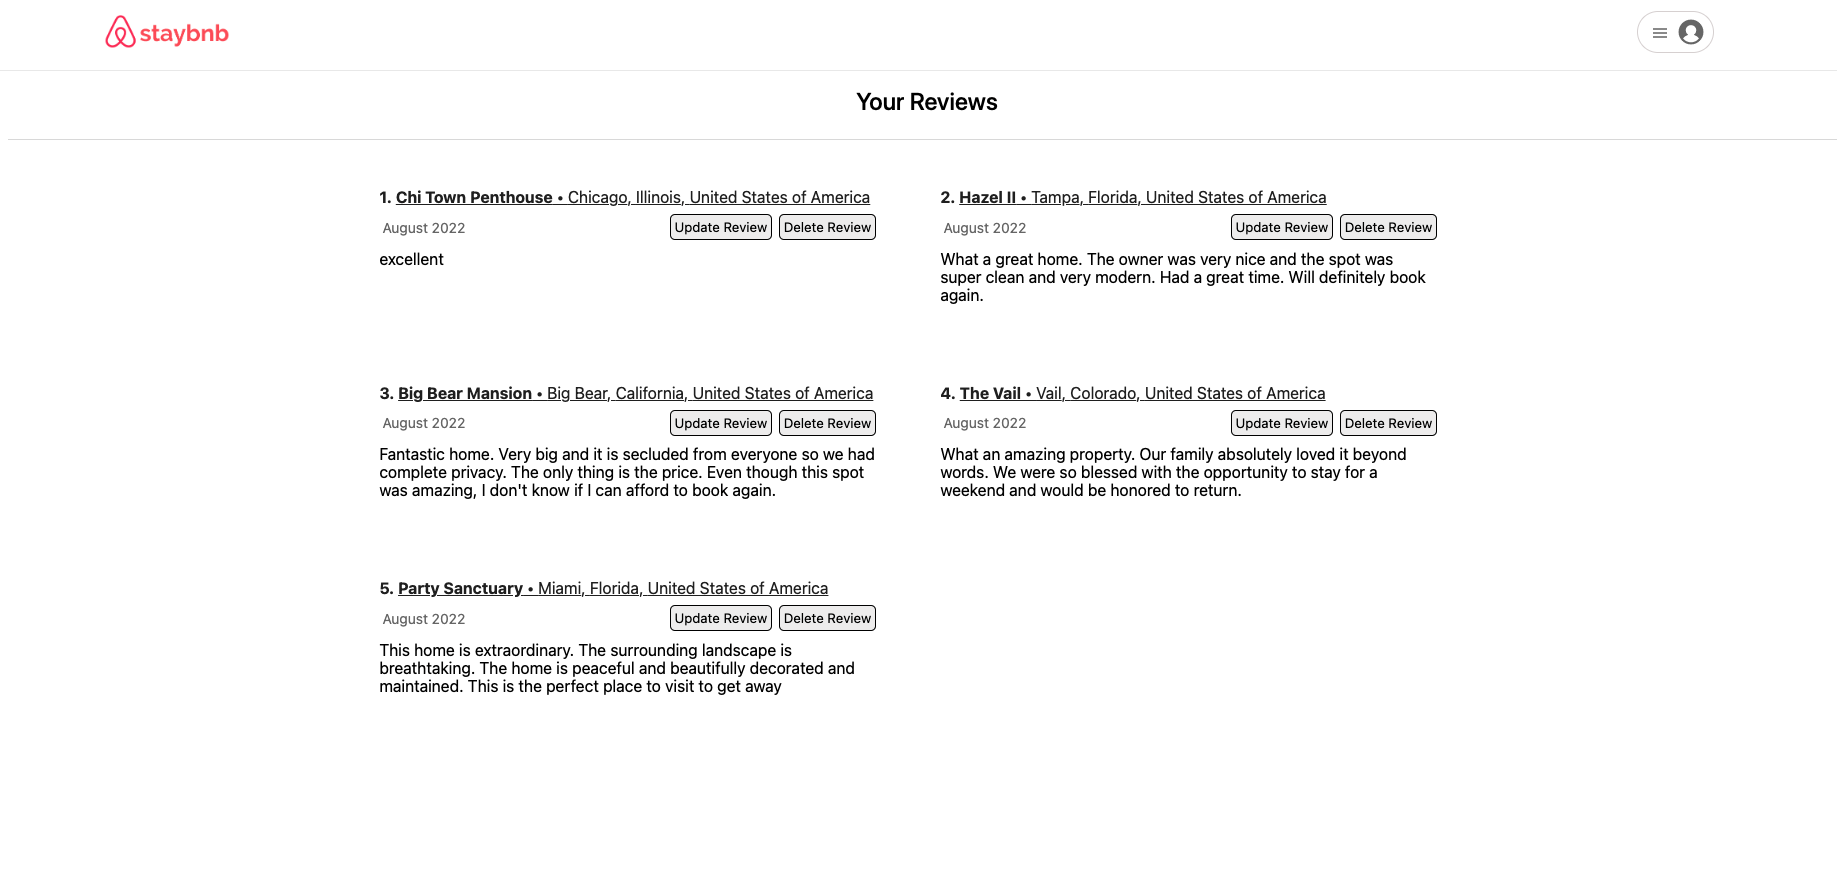 staybnb
Your Reviews
1. Chi Town Penthouse • Chicago, Illinois, United States of America
August 2022
Update Review
Delete Review
excellent
2. Hazel II • Tampa, Florida, United States of America
August 2022
Update Review
Delete Review
What a great home. The owner was very nice and the spot was
super clean and very modern. Had a great time. Will definitely book
again.
3. Big Bear Mansion • Big Bear, California, United States of America
August 2022
Update Review
Delete Review
Fantastic home. Very big and it is secluded from everyone so we had
complete privacy. The only thing is the price. Even though this spot
was amazing, I don't know if I can afford to book again.
4. The Vail • Vail, Colorado, United States of America
August 2022
Update Review
Delete Review
What an amazing property. Our family absolutely loved it beyond
words. We were so blessed with the opportunity to stay for a
weekend and would be honored to return.
5. Party Sanctuary • Miami, Florida, United States of America
August 2022
Update Review
Delete Review
This home is extraordinary. The surrounding landscape is
breathtaking. The home is peaceful and beautifully decorated and
maintained. This is the perfect place to visit to get away